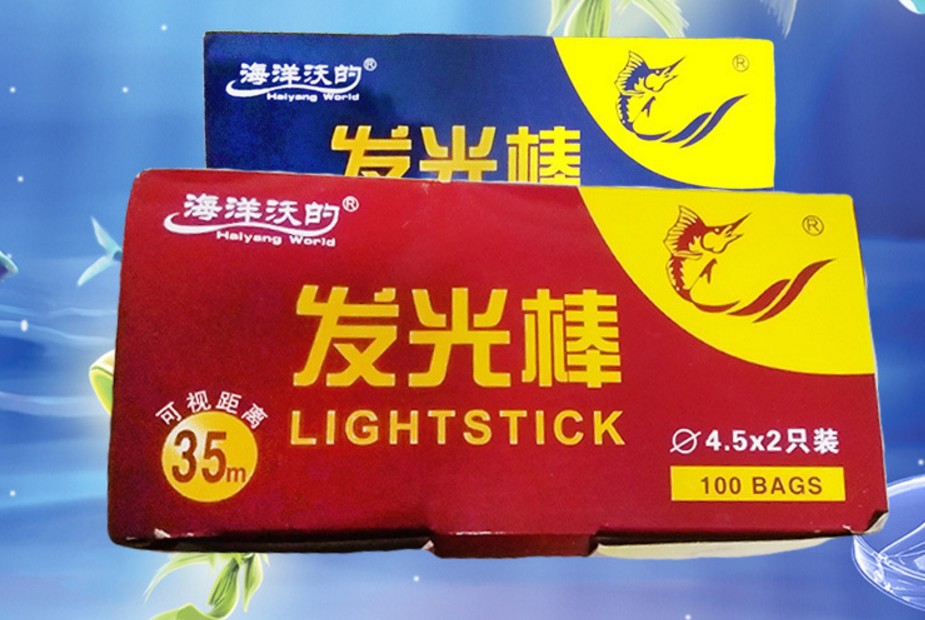 海洋沃的®
Haiyang World
®
发光棒
海洋沃的®
Haiyang World
®
发光棒
LIGHTSTICK
可视距离
35m
⌀4.5x2只装
100 BAGS